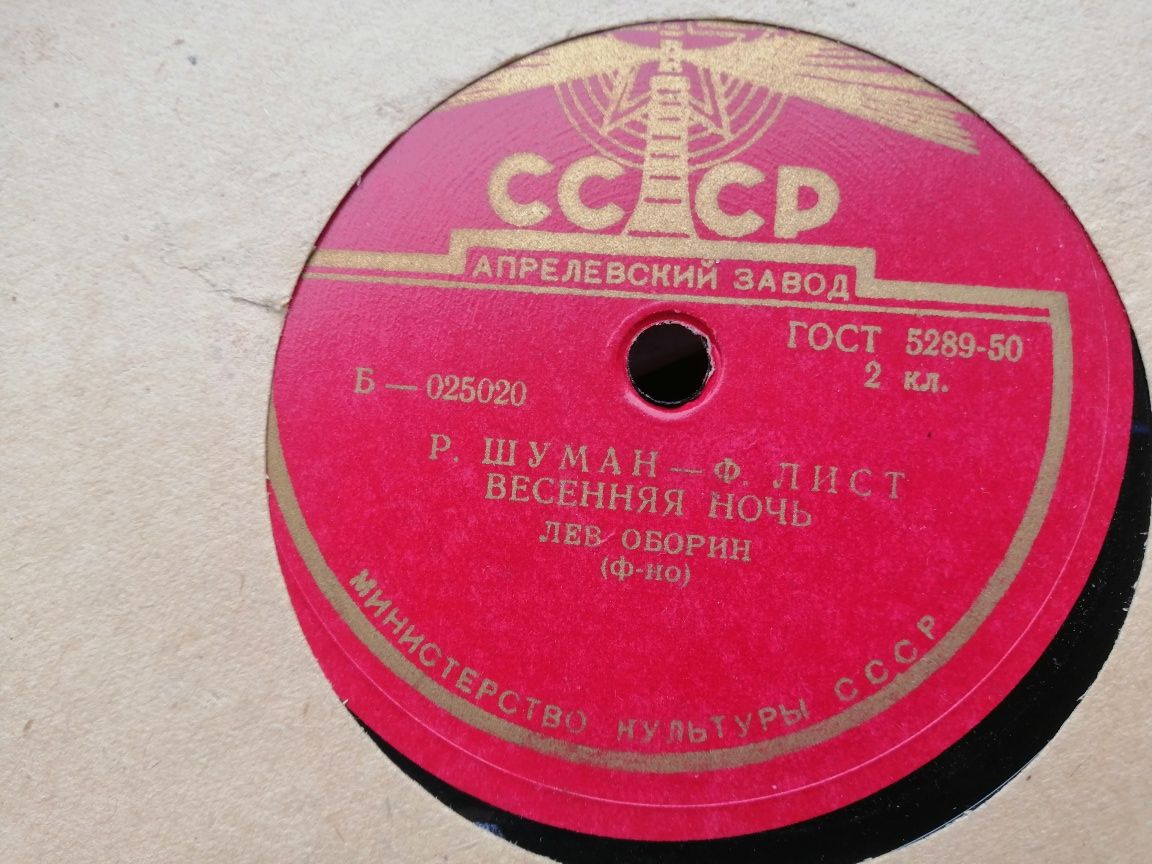 СССР
АПРЕЛЕВСКИЙ ЗАВОД
ГОСТ 5289-50
2 кл.
Б — 025020
Р. ШУМАН — Ф. ЛИСТ
ВЕСЕННЯЯ НОЧЬ
ЛЕВ ОБОРИН
(ф-но)
МИНИСТЕРСТВО КУЛЬТУРЫ СССР